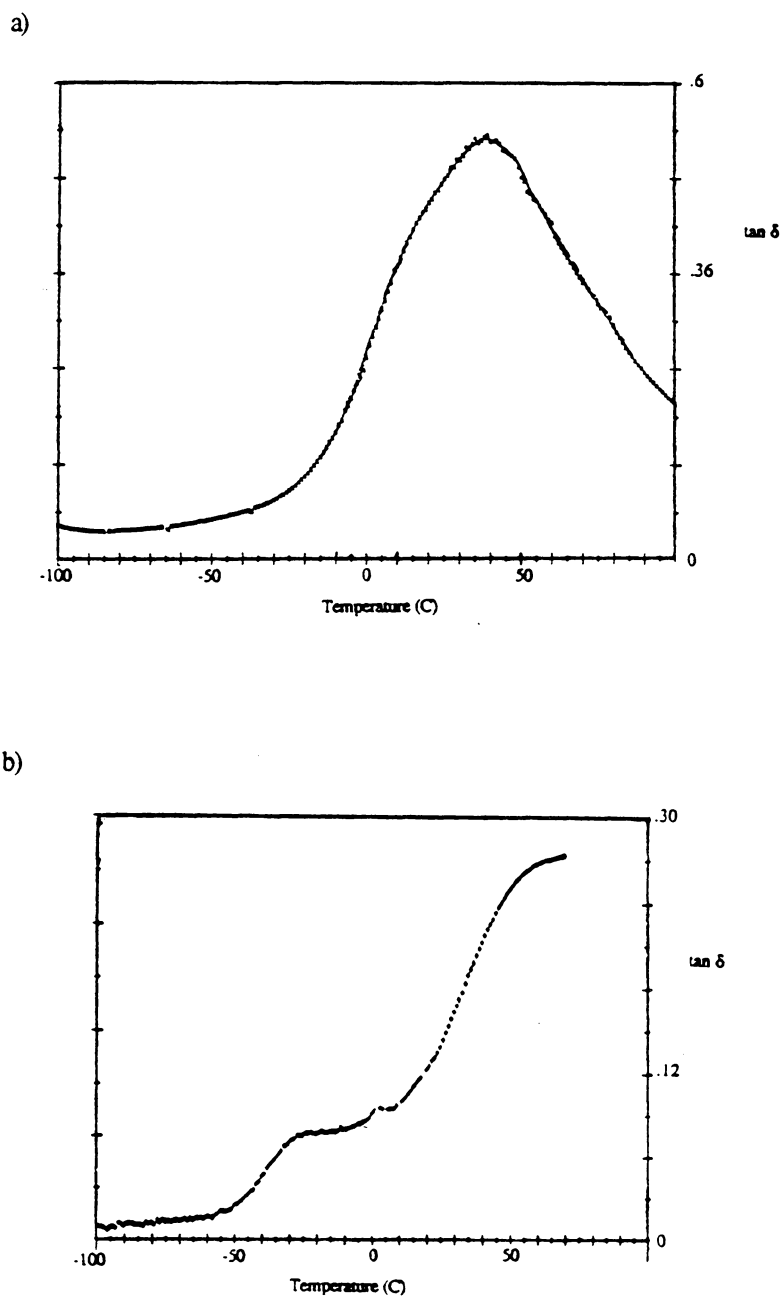 a)
.6
tan δ
.36
0
-100 -50 0 50
Temperature (C)
b)
.30
tan δ
.12
0
-100 -50 0 50
Temperature (C)